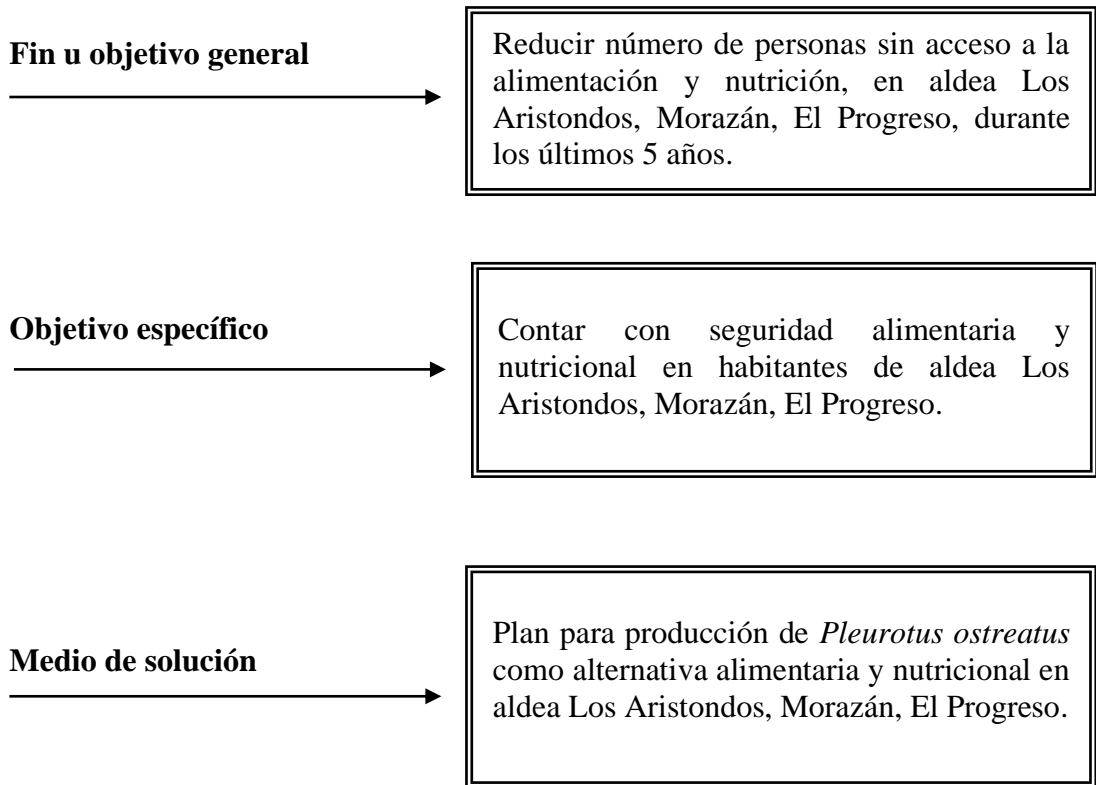 Fin u objetivo general
Reducir número de personas sin acceso a la
alimentación y nutrición, en aldea Los
Aristondos, Morazán, El Progreso, durante
los últimos 5 años.
Objetivo específico
Contar con seguridad alimentaria y
nutricional en habitantes de aldea Los
Aristondos, Morazán, El Progreso.
Medio de solución
Plan para producción de Pleurotus ostreatus
como alternativa alimentaria y nutricional en
aldea Los Aristondos, Morazán, El Progreso.